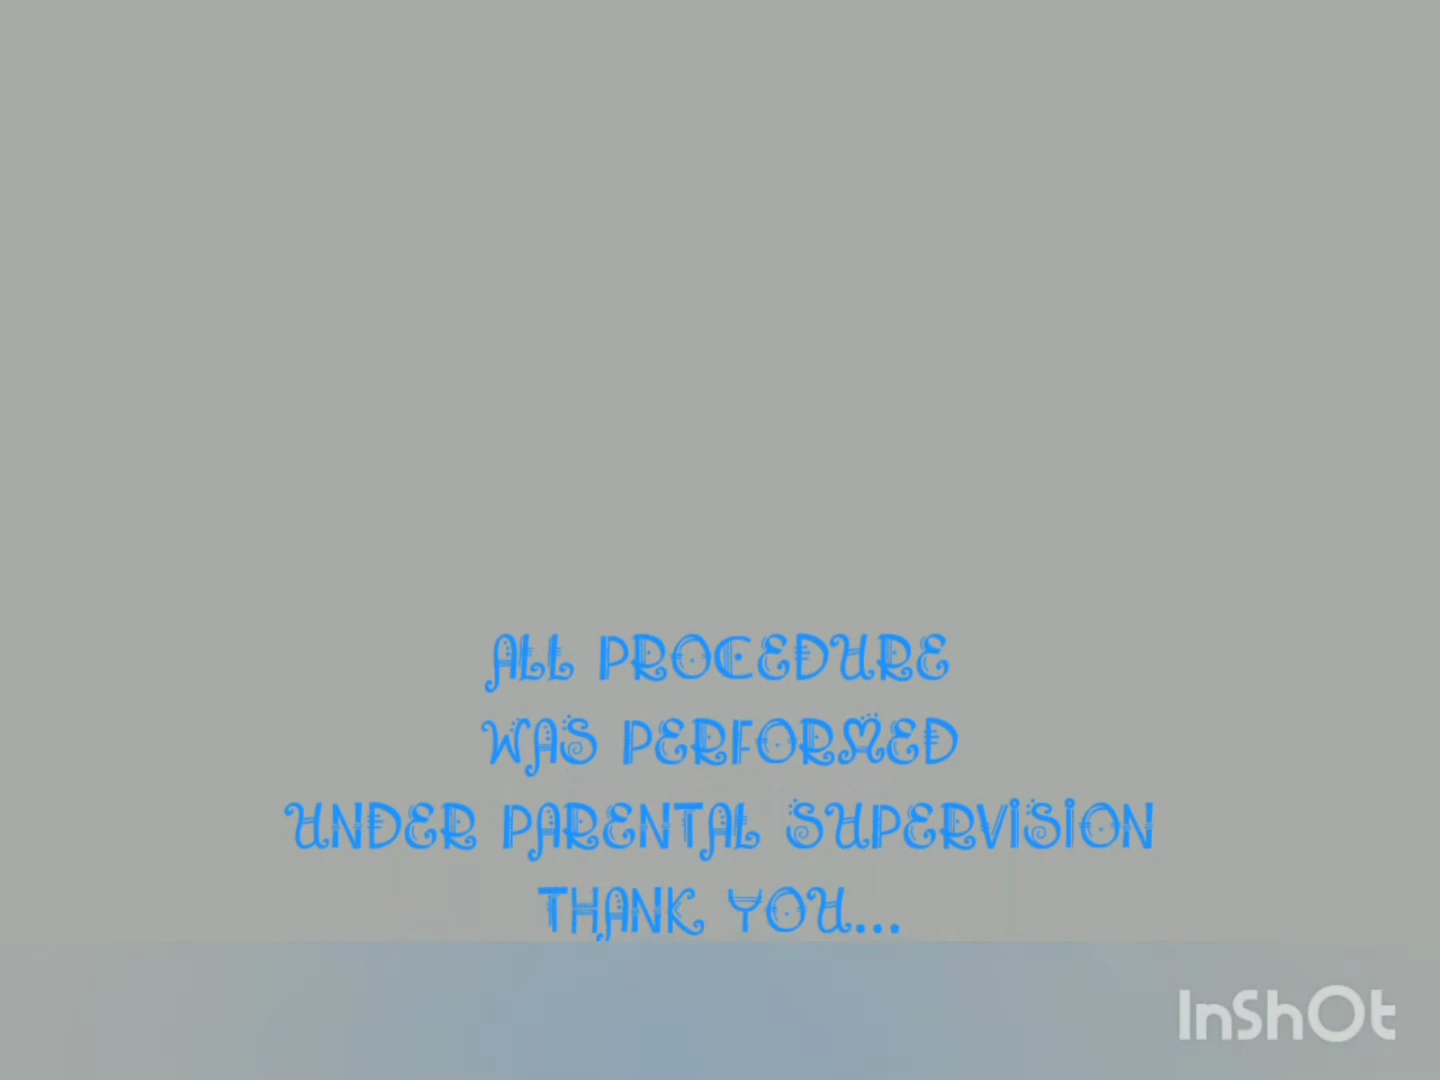 ALL PROCEDURE
WAS PERFORMED
UNDER PARENTAL SUPERVISION
THANK YOU...
InShOt